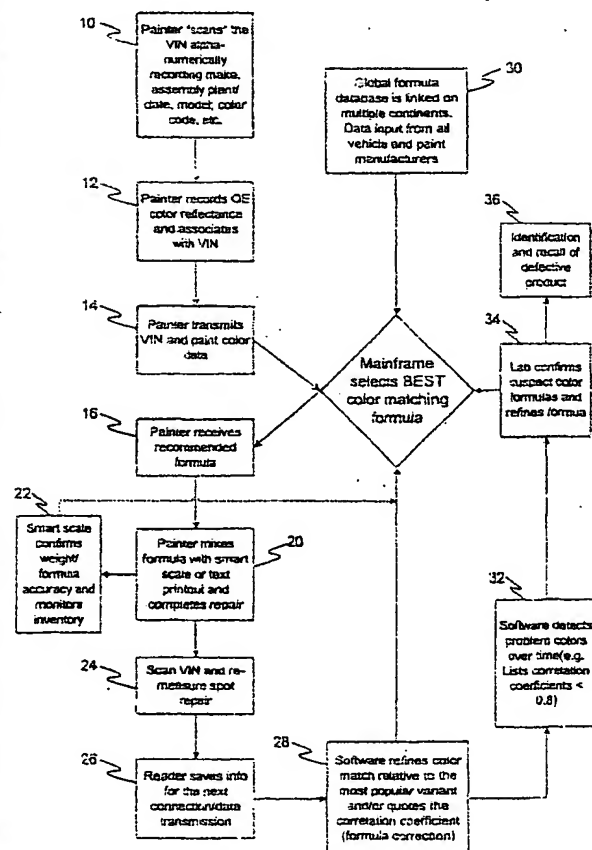 10
Painter "scans" the
VIN alpha-
numerically
recording make,
assembly plant/
date, model, color
code, etc.
30
Global formula
database is linked on
multiple continents.
Data input from all
vehicle and paint
manufacturers
12
Painter records OE
color reflectance
and associates
with VIN
36
Identification
and recall of
defective
product
14
Painter transmits
VIN and paint color
data
Mainframe
selects BEST
color matching
formula
34
Lab confirms
suspect color
formulas and
refines formula
16
Painter receives
recommended
formula
22
Smart scale
confirms
weight/
formula
accuracy and
monitors
inventory
20
Painter mixes
formula with smart
scale or text
printout and
completes repair
32
Software detects
problem colors
over time(e.g.
Lists correlation
coefficients <
0.8)
24
Scan VIN and re-
measure spot
repair
26
Reader saves info
for the next
connection/data
transmission
28
Software refines color
match relative to the
most popular variant
and/or quotes the
correlation coefficient
(formula correction)